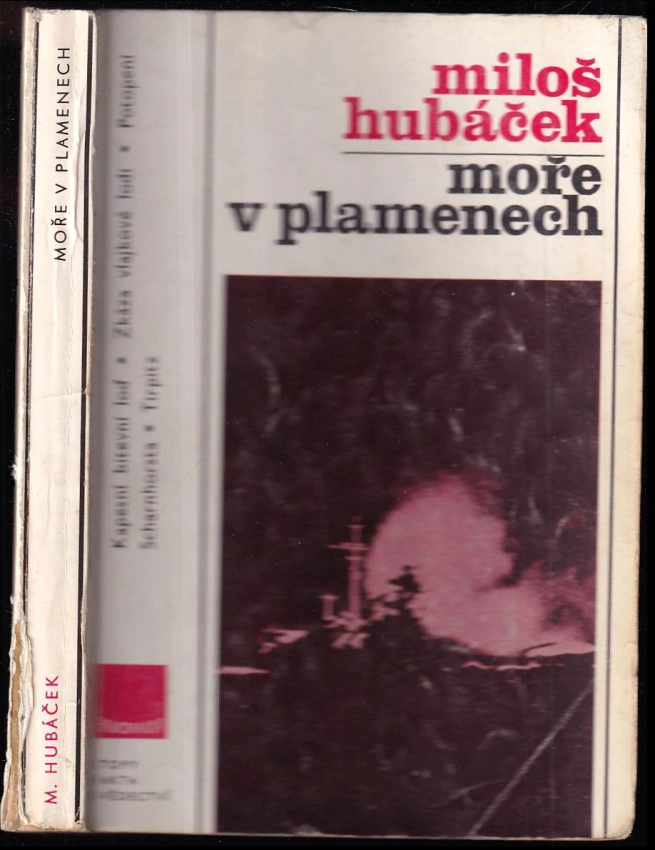 miloš
hubáček
moře
v plamenech
MOŘE V PLAMENECH
M. HUBÁČEK
Kapesní bitevní loď • Zkáza vlajkové lodi • Potopení
Scharnhorsta • Tirpitz